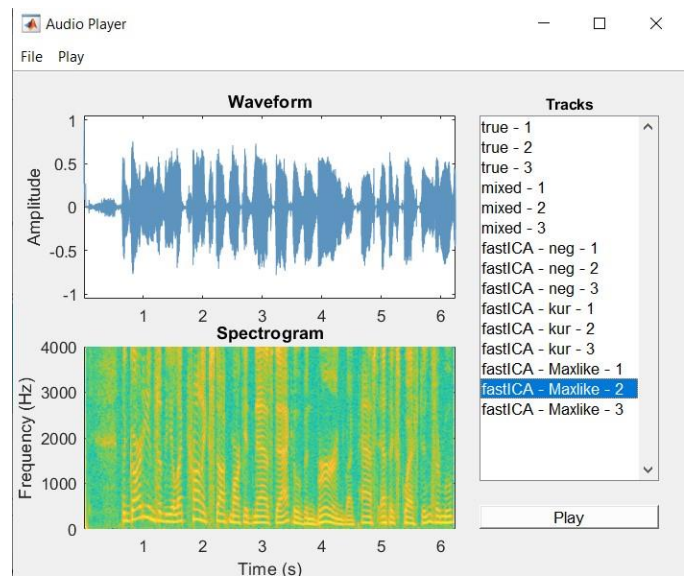 Audio Player
File Play
Waveform
Amplitude
1
0.5
0
-0.5
-1
1 2 3 4 5 6
Spectrogram
Frequency (Hz)
4000
3000
2000
1000
0
1 2 3 4 5 6
Time (s)
Tracks
true - 1
true - 2
true - 3
mixed - 1
mixed - 2
mixed - 3
fastICA - neg - 1
fastICA - neg - 2
fastICA - neg - 3
fastICA - kur - 1
fastICA - kur - 2
fastICA - kur - 3
fastICA - Maxlike - 1
fastICA - Maxlike - 2
fastICA - Maxlike - 3
Play